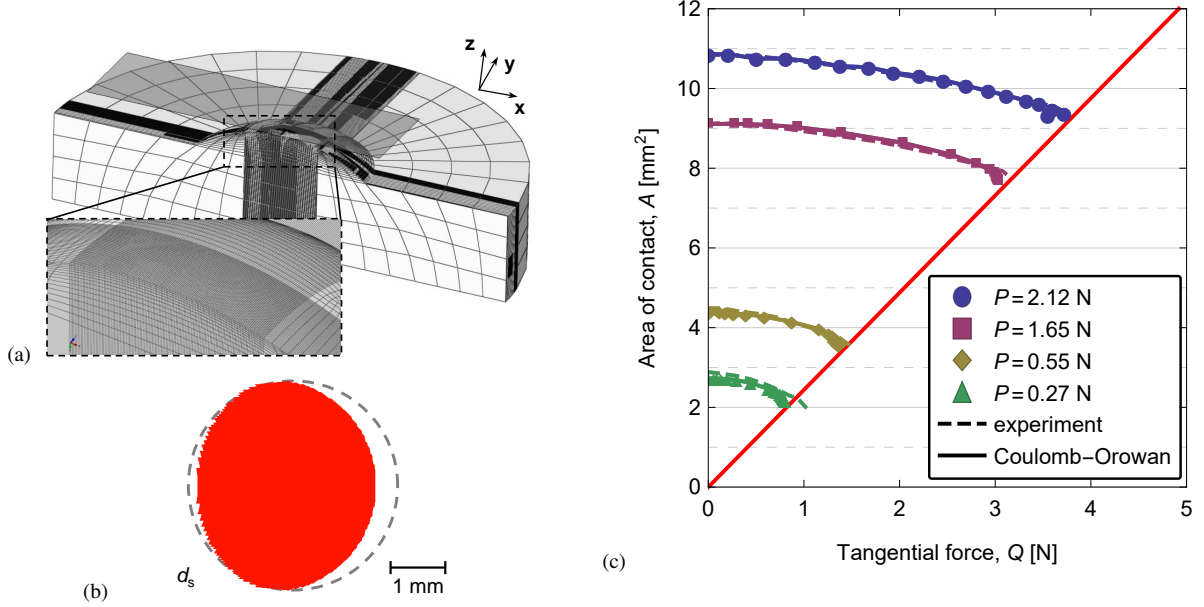 z
y
x
(a)
d_s
1 mm
(b)
12
10
8
6
4
2
0
Area of contact, A [mm²]
P = 2.12 N
P = 1.65 N
P = 0.55 N
P = 0.27 N
experiment
Coulomb–Orowan
0 1 2 3 4 5
Tangential force, Q [N]
(c)